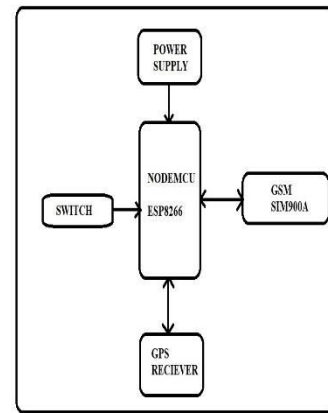 POWER
SUPPLY
NODEMCU
ESP8266
SWITCH
GSM
SIM900A
GPS
RECIEVER